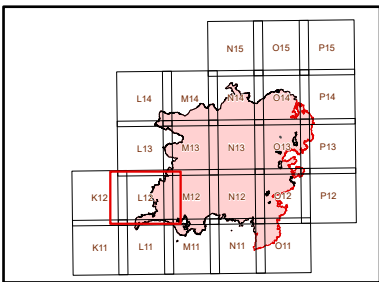 N15 O15 P15
L14 M14 N14 O14 P14
L13 M13 N13 O13 P13
K12 L12 M12 N12 O12 P12
K11 L11 M11 N11 O11